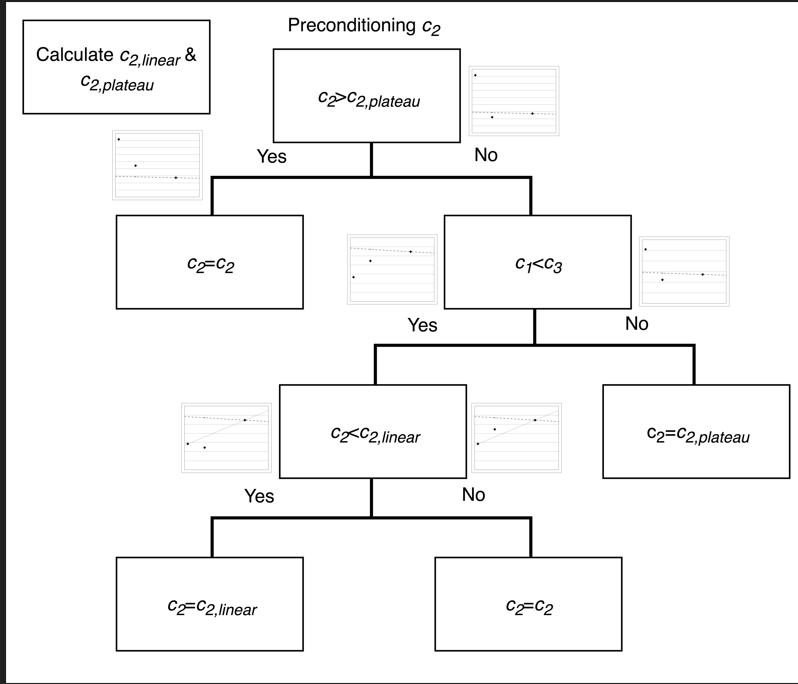 Preconditioning c2
Calculate c2,linear &
c2,plateau
c2>c2,plateau
Yes
No
c2=c2
c1<c3
Yes
No
c2<c2,linear
c2=c2,plateau
Yes
No
c2=c2,linear
c2=c2